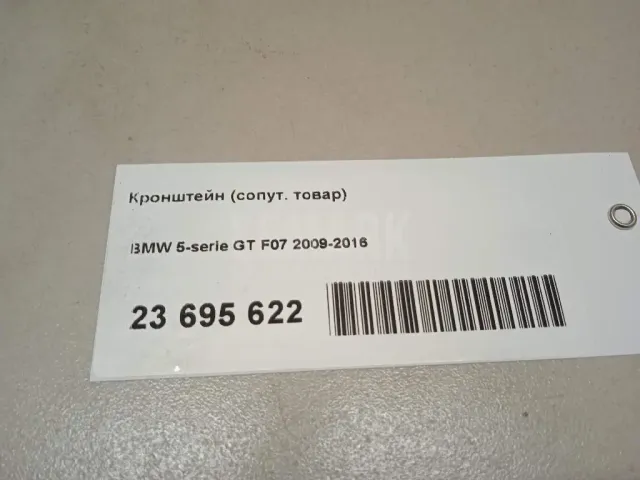 Кронштейн (сопут. товар)
BMW 5-serie GT F07 2009-2016
23 695 622